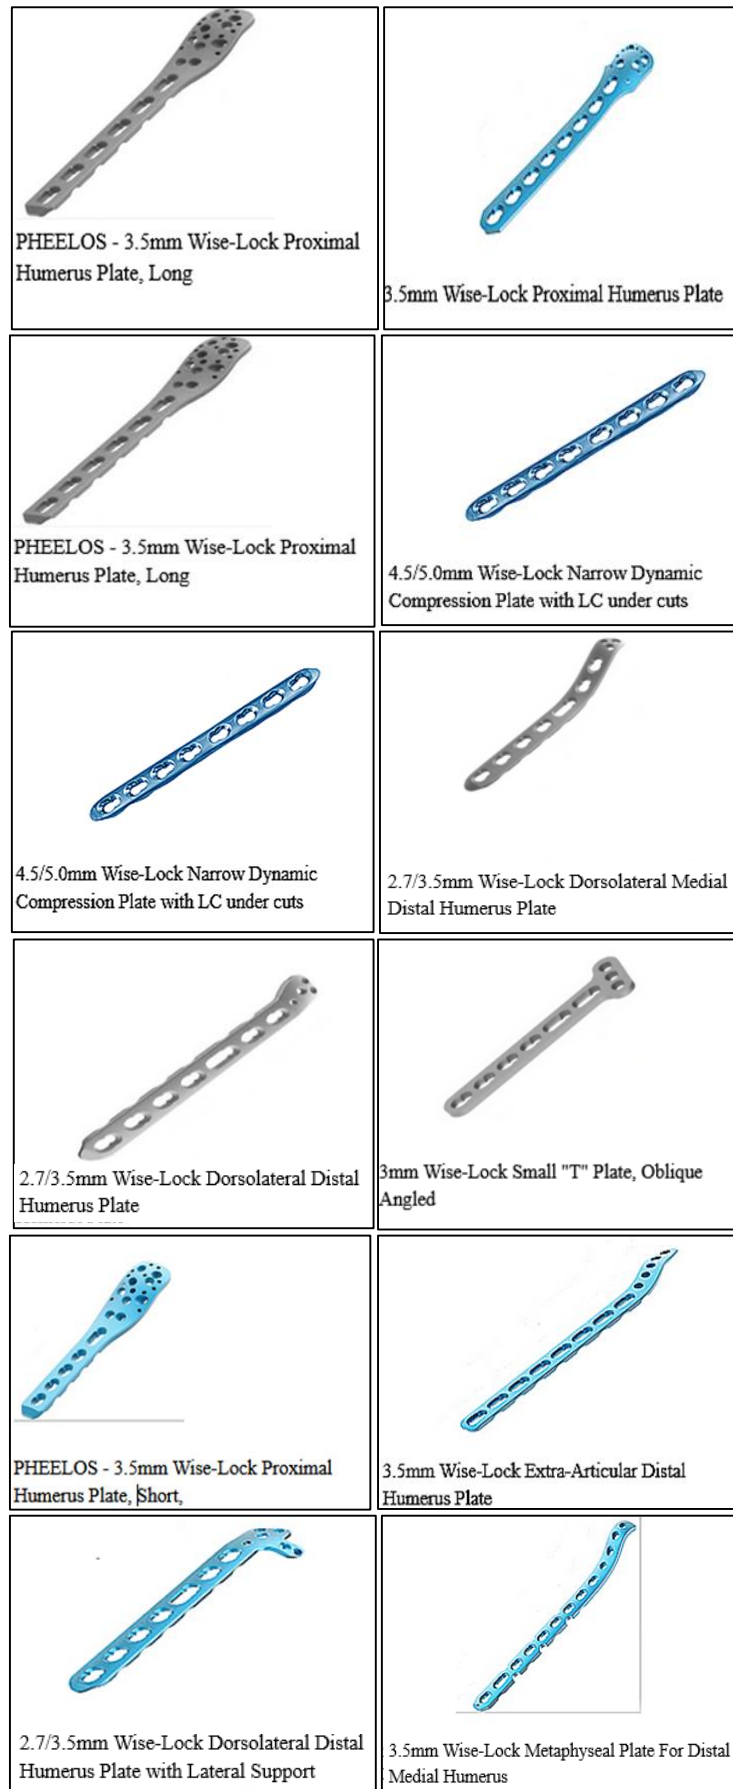 PHEELOS - 3.5mm Wise-Lock Proximal
Humerus Plate, Long
3.5mm Wise-Lock Proximal Humerus Plate
PHEELOS - 3.5mm Wise-Lock Proximal
Humerus Plate, Long
4.5/5.0mm Wise-Lock Narrow Dynamic
Compression Plate with LC under cuts
4.5/5.0mm Wise-Lock Narrow Dynamic
Compression Plate with LC under cuts
2.7/3.5mm Wise-Lock Dorsolateral Medial
Distal Humerus Plate
2.7/3.5mm Wise-Lock Dorsolateral Distal
Humerus Plate
3mm Wise-Lock Small "T" Plate, Oblique
Angled
PHEELOS - 3.5mm Wise-Lock Proximal
Humerus Plate, Short,
3.5mm Wise-Lock Extra-Articular Distal
Humerus Plate
2.7/3.5mm Wise-Lock Dorsolateral Distal
Humerus Plate with Lateral Support
3.5mm Wise-Lock Metaphyseal Plate For Distal
Medial Humerus